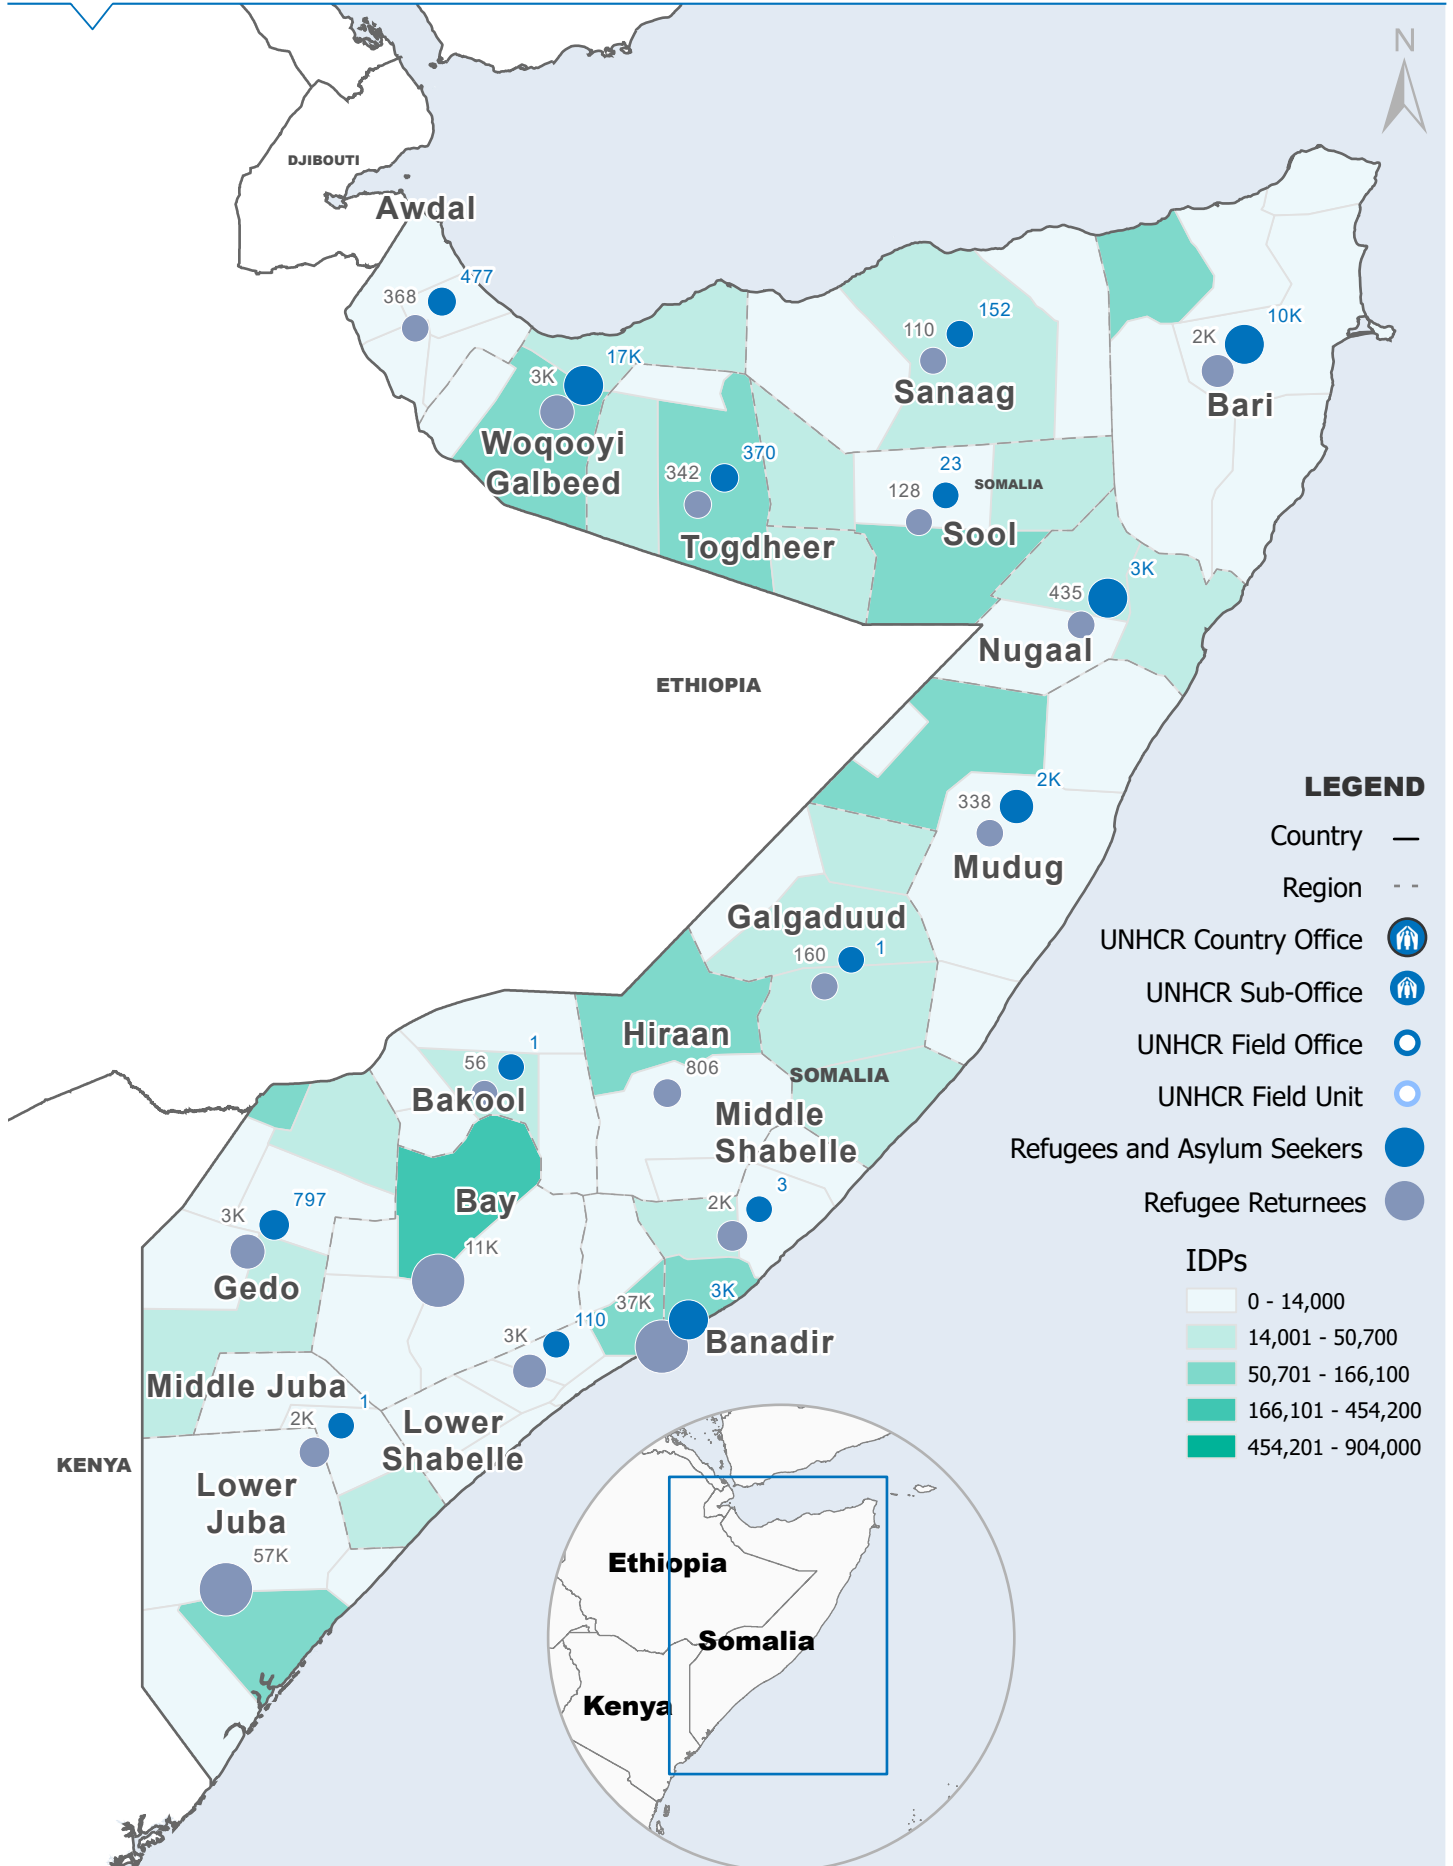 N
DJIBOUTI
Awdal
477
368
152
110
Sanaag
10K
2K
Bari
17K
3K
Woqooyi
Galbeed
370
342
Togdheer
23
128
SOMALIA
Sool
3K
435
Nugaal
ETHIOPIA
2K
338
Mudug
Galgaduud
160
1
Hiraan
806
SOMALIA
1
56
Bakool
Middle
Shabelle
Bay
11K
3
2K
797
3K
Gedo
3K
37K
Banadir
110
3K
Middle Juba
1
2K
Lower
Shabelle
KENYA
Lower
Juba
57K
LEGEND
Country
Region
UNHCR Country Office
UNHCR Sub-Office
UNHCR Field Office
UNHCR Field Unit
Refugees and Asylum Seekers
Refugee Returnees
IDPs
0 - 14,000
14,001 - 50,700
50,701 - 166,100
166,101 - 454,200
454,201 - 904,000
Ethiopia
Somalia
Kenya